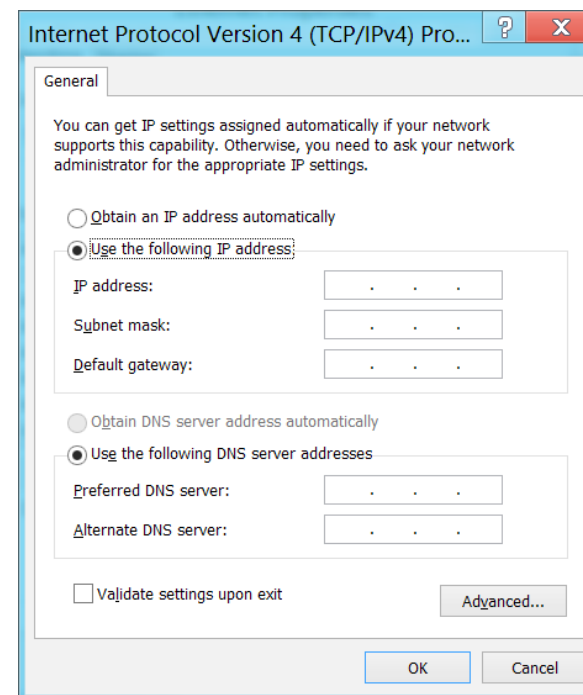 Internet Protocol Version 4 (TCP/IPv4) Pro...
? X
General
You can get IP settings assigned automatically if your network
supports this capability. Otherwise, you need to ask your network
administrator for the appropriate IP settings.
Obtain an IP address automatically
Use the following IP address:
IP address:
. . .
Subnet mask:
. . .
Default gateway:
. . .
Obtain DNS server address automatically
Use the following DNS server addresses
Preferred DNS server:
. . .
Alternate DNS server:
. . .
Validate settings upon exit
Advanced...
OK
Cancel